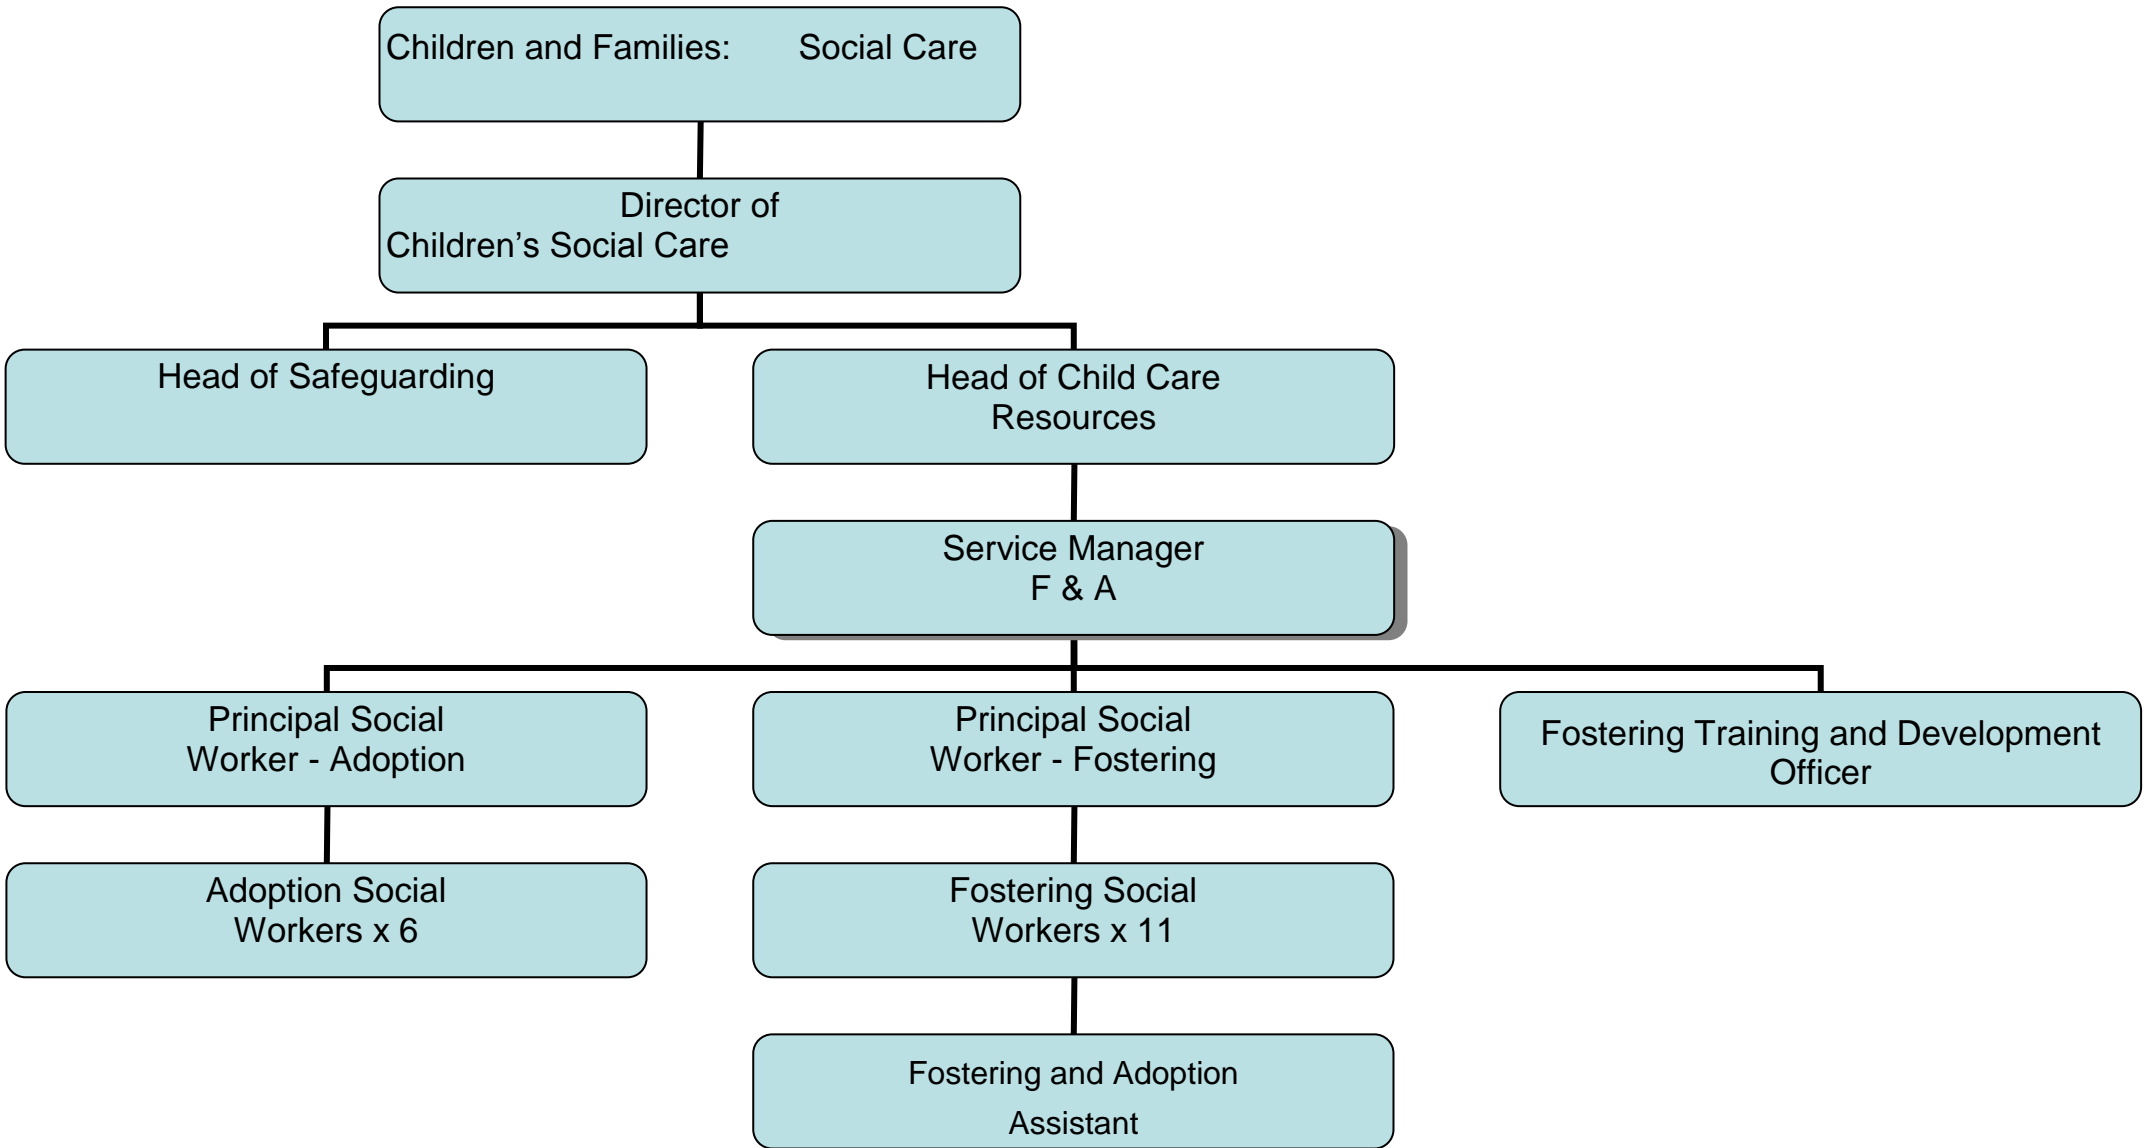 Children and Families: Social Care
Director of
Children’s Social Care
Head of Safeguarding
Head of Child Care
Resources
Service Manager
F & A
Principal Social
Worker - Adoption
Principal Social
Worker - Fostering
Fostering Training and Development
Officer
Adoption Social
Workers x 6
Fostering Social
Workers x 11
Fostering and Adoption
Assistant